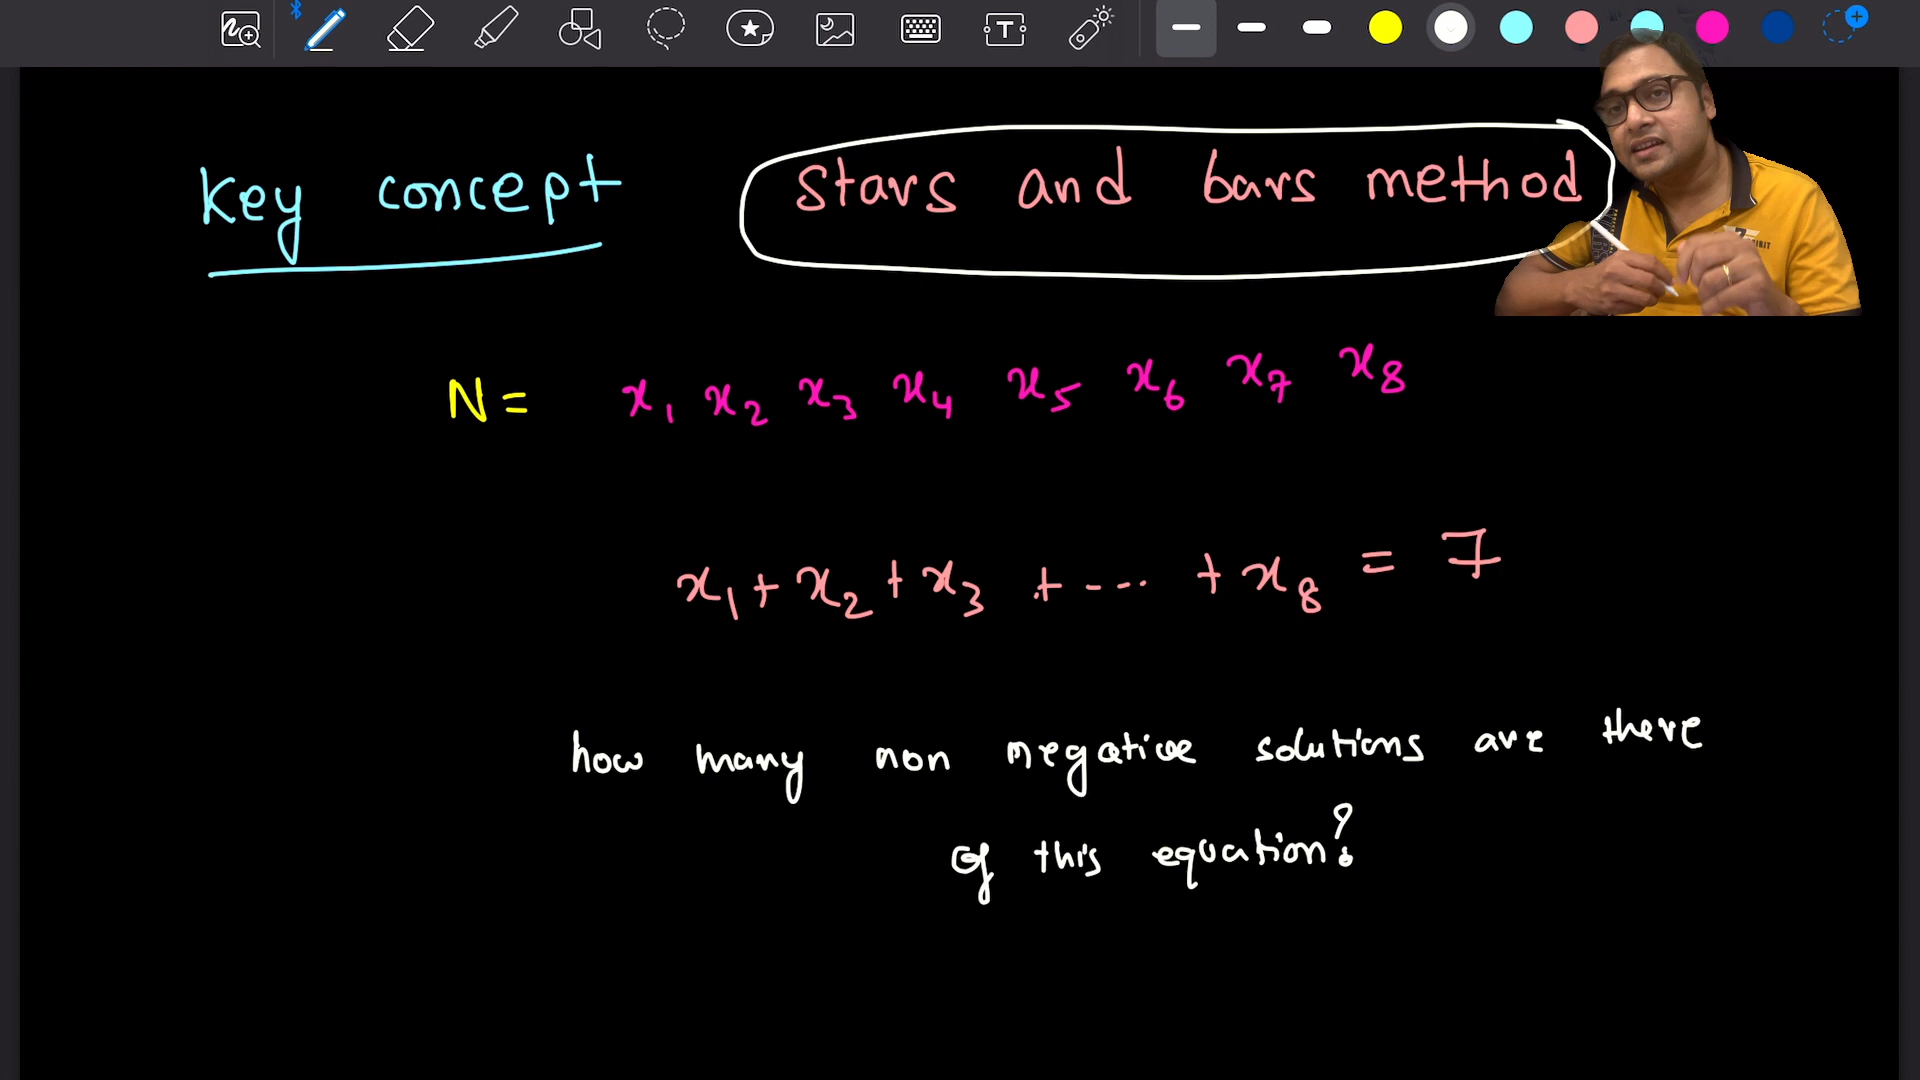 Key concept
Stars and bars method
N = x₁ x₂ x₃ x₄ x₅ x₆ x₇ x₈
x₁ + x₂ + x₃ + --- + x₈ = 7
how many non negative solutions are there
of this equation?